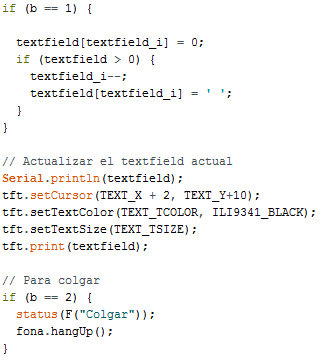 if (b == 1) {
textfield[textfield_i] = 0;
if (textfield > 0) {
textfield_i--;
textfield[textfield_i] = ' ';
}
}
// Actualizar el textfield actual
Serial.println(textfield);
tft.setCursor(TEXT_X + 2, TEXT_Y+10);
tft.setTextColor(TEXT_TCOLOR, ILI9341_BLACK);
tft.setTextSize(TEXT_TSIZE);
tft.print(textfield);
// Para colgar
if (b == 2) {
status(F("Colgar"));
fona.hangUp();
}